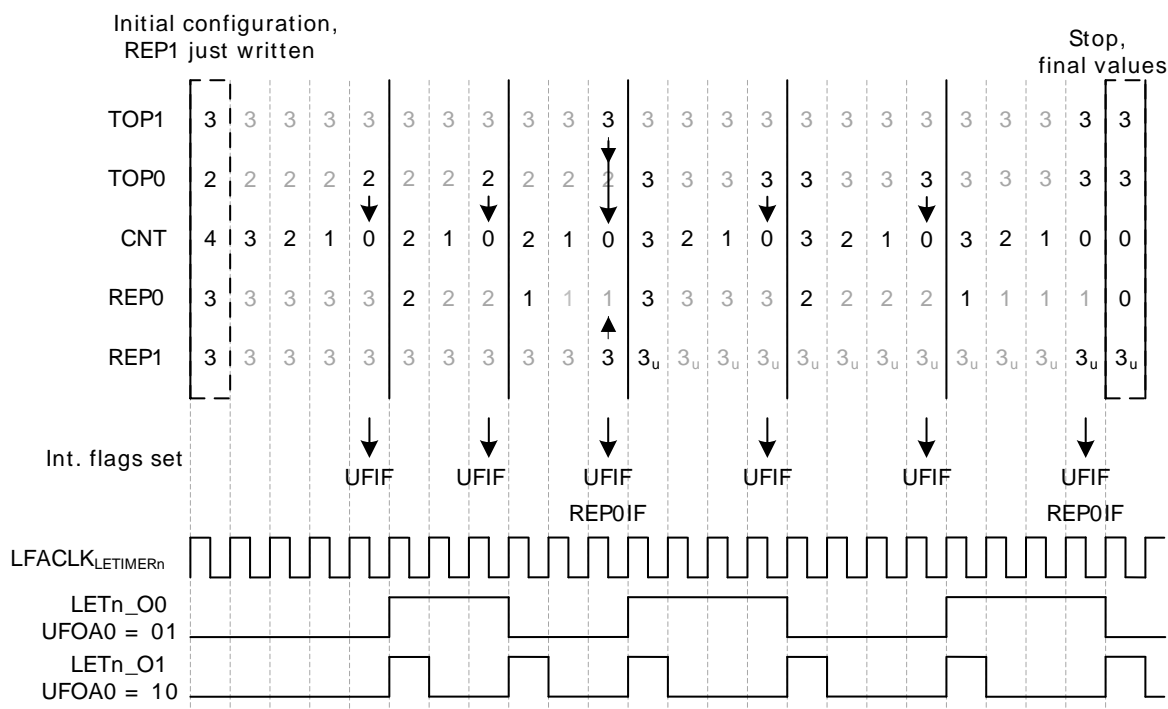 Initial configuration,
REP1 just written
Stop,
final values
TOP1 3 3 3 3 3 3 3 3 3 3 3 3 3 3 3 3 3 3 3 3 3 3 3 3
TOP0 2 2 2 2 2 2 2 2 2 2 2 3 3 3 3 3 3 3 3 3 3 3 3 3
CNT 4 3 2 1 0 2 1 0 2 1 0 3 2 1 0 3 2 1 0 3 2 1 0 0
REP0 3 3 3 3 3 2 2 2 1 1 1 3 3 3 3 2 2 2 2 1 1 1 1 0
REP1 3 3 3 3 3 3 3 3 3 3 3 3u 3u 3u 3u 3u 3u 3u 3u 3u 3u 3u 3u 3u
Int. flags set
UFIF UFIF UFIF UFIF UFIF UFIF
REP0IF REP0IF
LFACLKLETIMERn
LETn_O0
UFOA0 = 01
LETn_O1
UFOA0 = 10